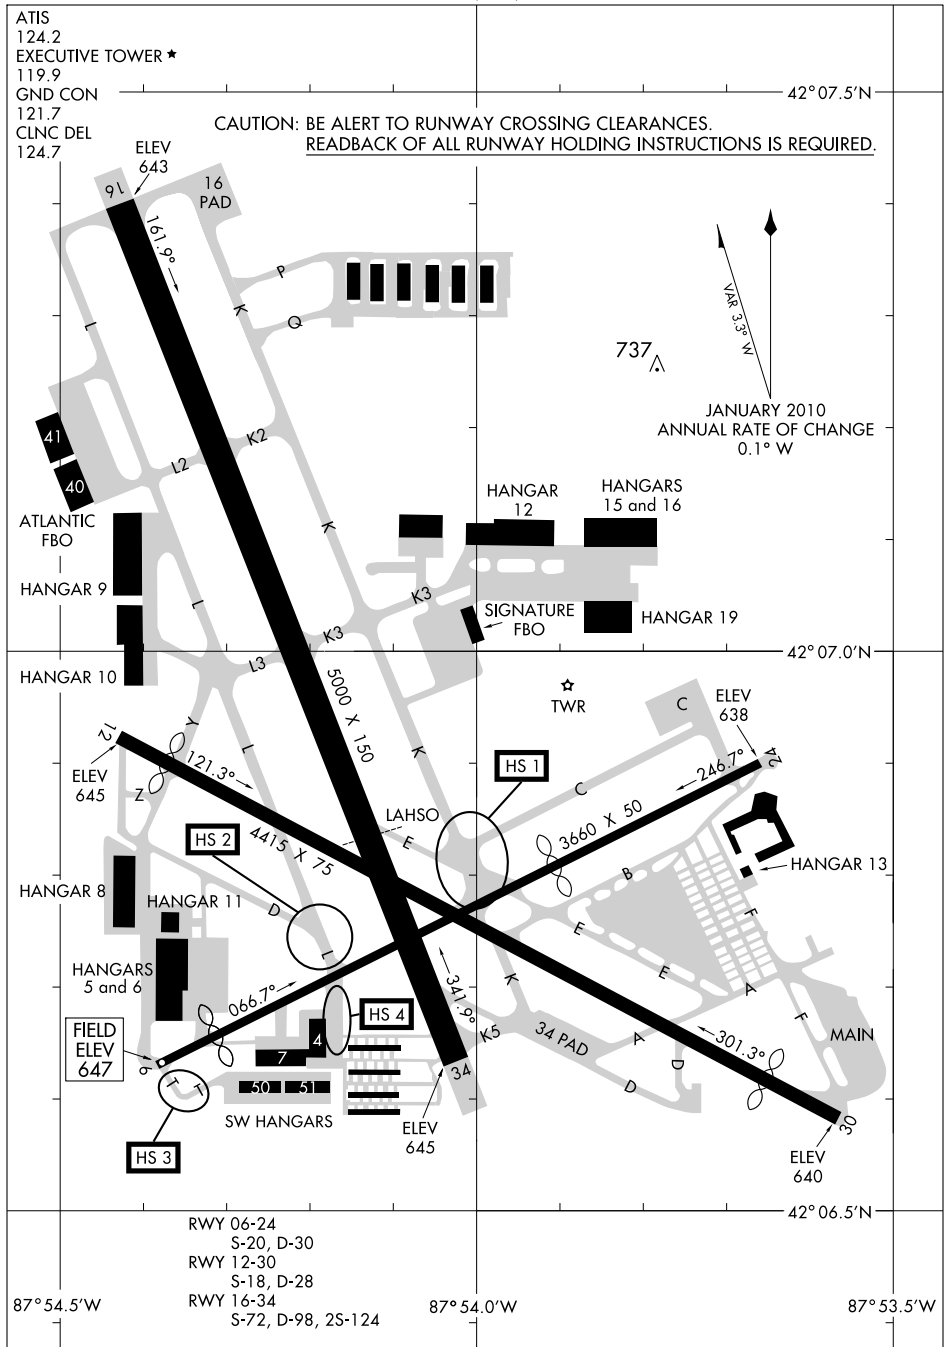 ATIS
124.2
EXECUTIVE TOWER
119.9
GND CON
121.7
CLNC DEL
124.7
42°07.5'N
CAUTION: BE ALERT TO RUNWAY CROSSING CLEARANCES.
READBACK OF ALL RUNWAY HOLDING INSTRUCTIONS IS REQUIRED.
ELEV
643
16
16
PAD
161.9°
P
Q
K
L
VAR 3.3° W
737
JANUARY 2010
ANNUAL RATE OF CHANGE
0.1° W
41
40
K2
L2
ATLANTIC
FBO
HANGAR
12
HANGARS
15 and 16
K
HANGAR 9
L
K3
K3
SIGNATURE
FBO
HANGAR 19
42°07.0'N
HANGAR 10
L3
5000 X 150
TWR
C
ELEV
638
12
Y
L
K
HS 1
246.7°
24
ELEV
645
121.3°
Z
C
LAHSO
E
3660 X 50
HS 2
4415 X 75
HANGAR 13
HANGAR 8
HANGAR 11
D
B
F
E
L
HANGARS
5 and 6
E
A
066.7°
341.9°
K
HS 4
FIELD
ELEV
647
4
K5
34 PAD
A
301.3°
F
MAIN
7
6
T
T
50
51
34
D
D
SW HANGARS
ELEV
645
30
HS 3
ELEV
640
42°06.5'N
RWY 06-24
S-20, D-30
RWY 12-30
S-18, D-28
RWY 16-34
S-72, D-98, 2S-124
87°54.5'W
87°54.0'W
87°53.5'W